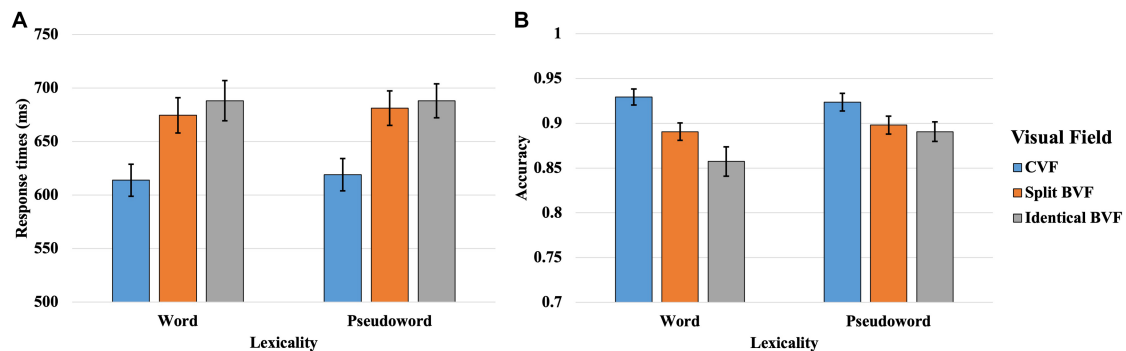 A
750
700
650
600
550
500
Response times (ms)
Word
Pseudoword
Lexicality
B
1
0.95
0.9
0.85
0.8
0.75
0.7
Accuracy
Word
Pseudoword
Lexicality
Visual Field
CVF
Split BVF
Identical BVF